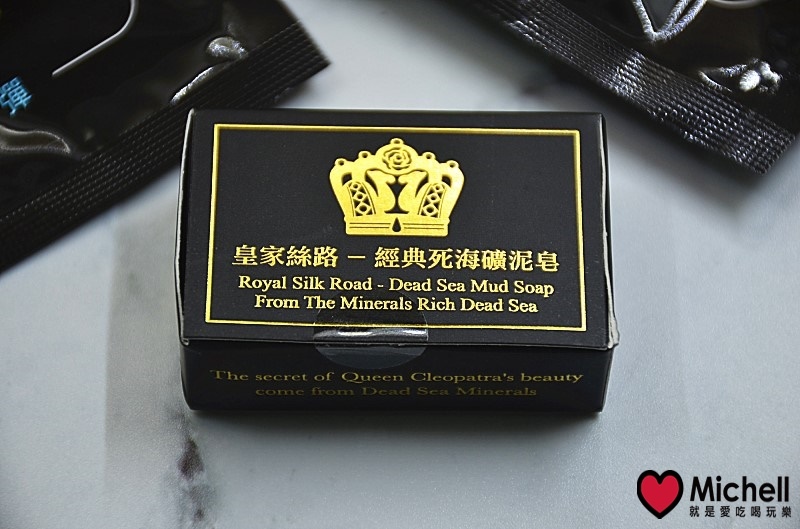 皇家絲路 － 經典死海礦泥皂
Royal Silk Road - Dead Sea Mud Soap
From The Minerals Rich Dead Sea
The secret of Queen Cleopatra's beauty
come from Dead Sea Minerals
Michell
就是愛吃喝玩樂